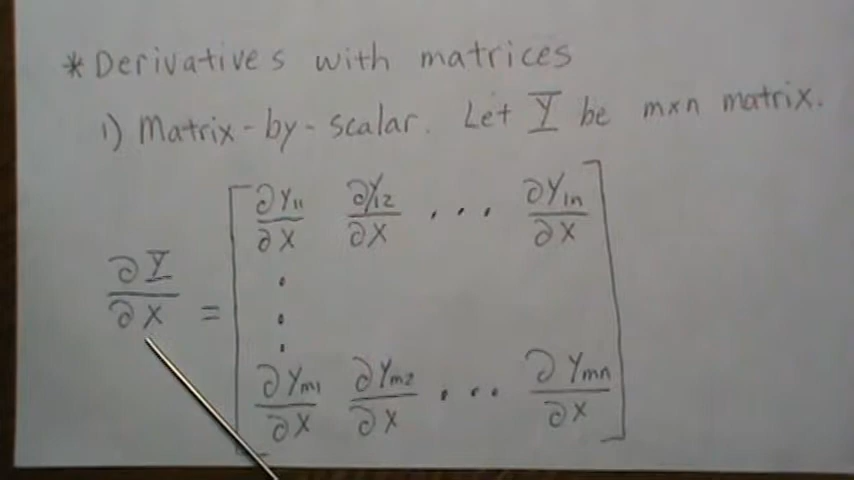 * Derivatives with matrices
1) Matrix-by-scalar. Let Y be m×n matrix.
∂Y/∂x = [ ∂y₁₁/∂x ∂y₁₂/∂x ... ∂y₁ₙ/∂x
⋮
∂yₘ₁/∂x ∂yₘ₂/∂x ... ∂yₘₙ/∂x ]